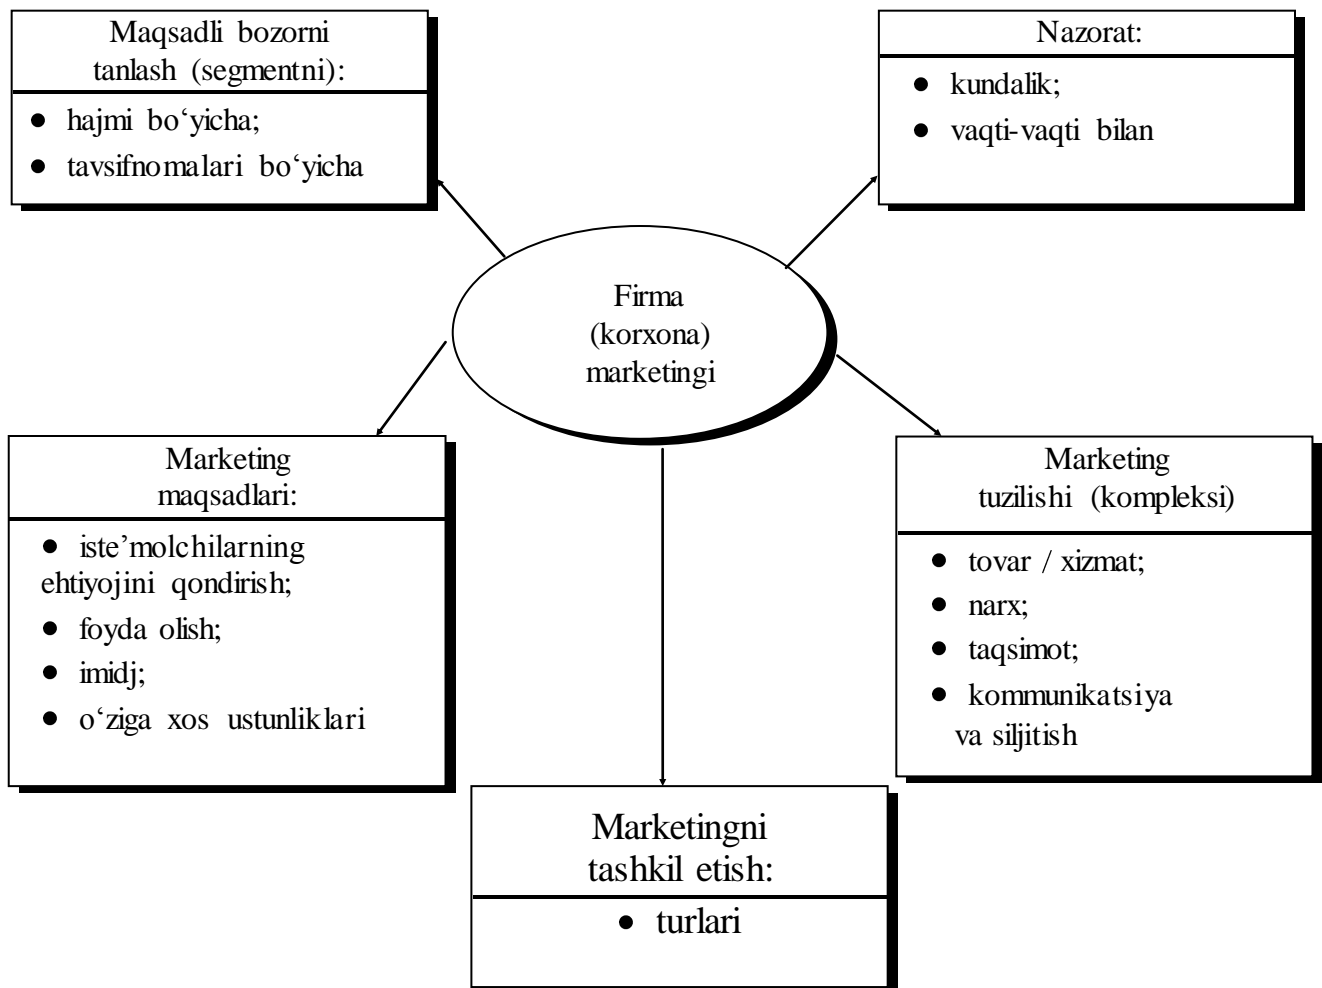 Maqsadli bozorni
tanlash (segmentni):
● hajmi bo‘yicha;
● tavsifnomalari bo‘yicha
Nazorat:
● kundalik;
● vaqti-vaqti bilan
Firma
(korxona)
marketingi
Marketing
maqsadlari:
● iste’molchilarning
ehtiyojini qondirish;
● foyda olish;
● imidj;
● o‘ziga xos ustunliklari
Marketing
tuzilishi (kompleksi)
● tovar / xizmat;
● narx;
● taqsimot;
● kommunikatsiya
va siljitish
Marketingni
tashkil etish:
● turlari